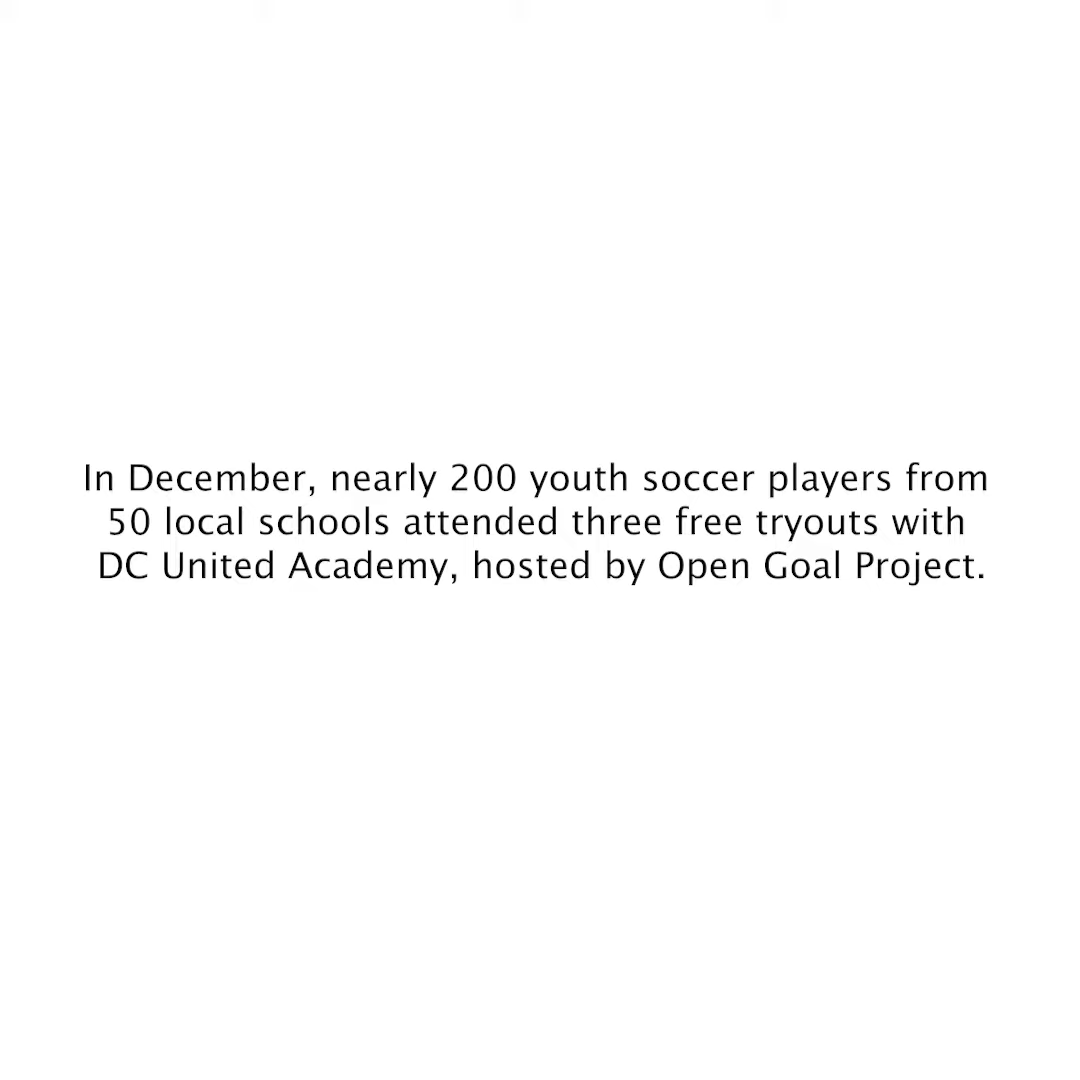 In December, nearly 200 youth soccer players from
50 local schools attended three free tryouts with
DC United Academy, hosted by Open Goal Project.